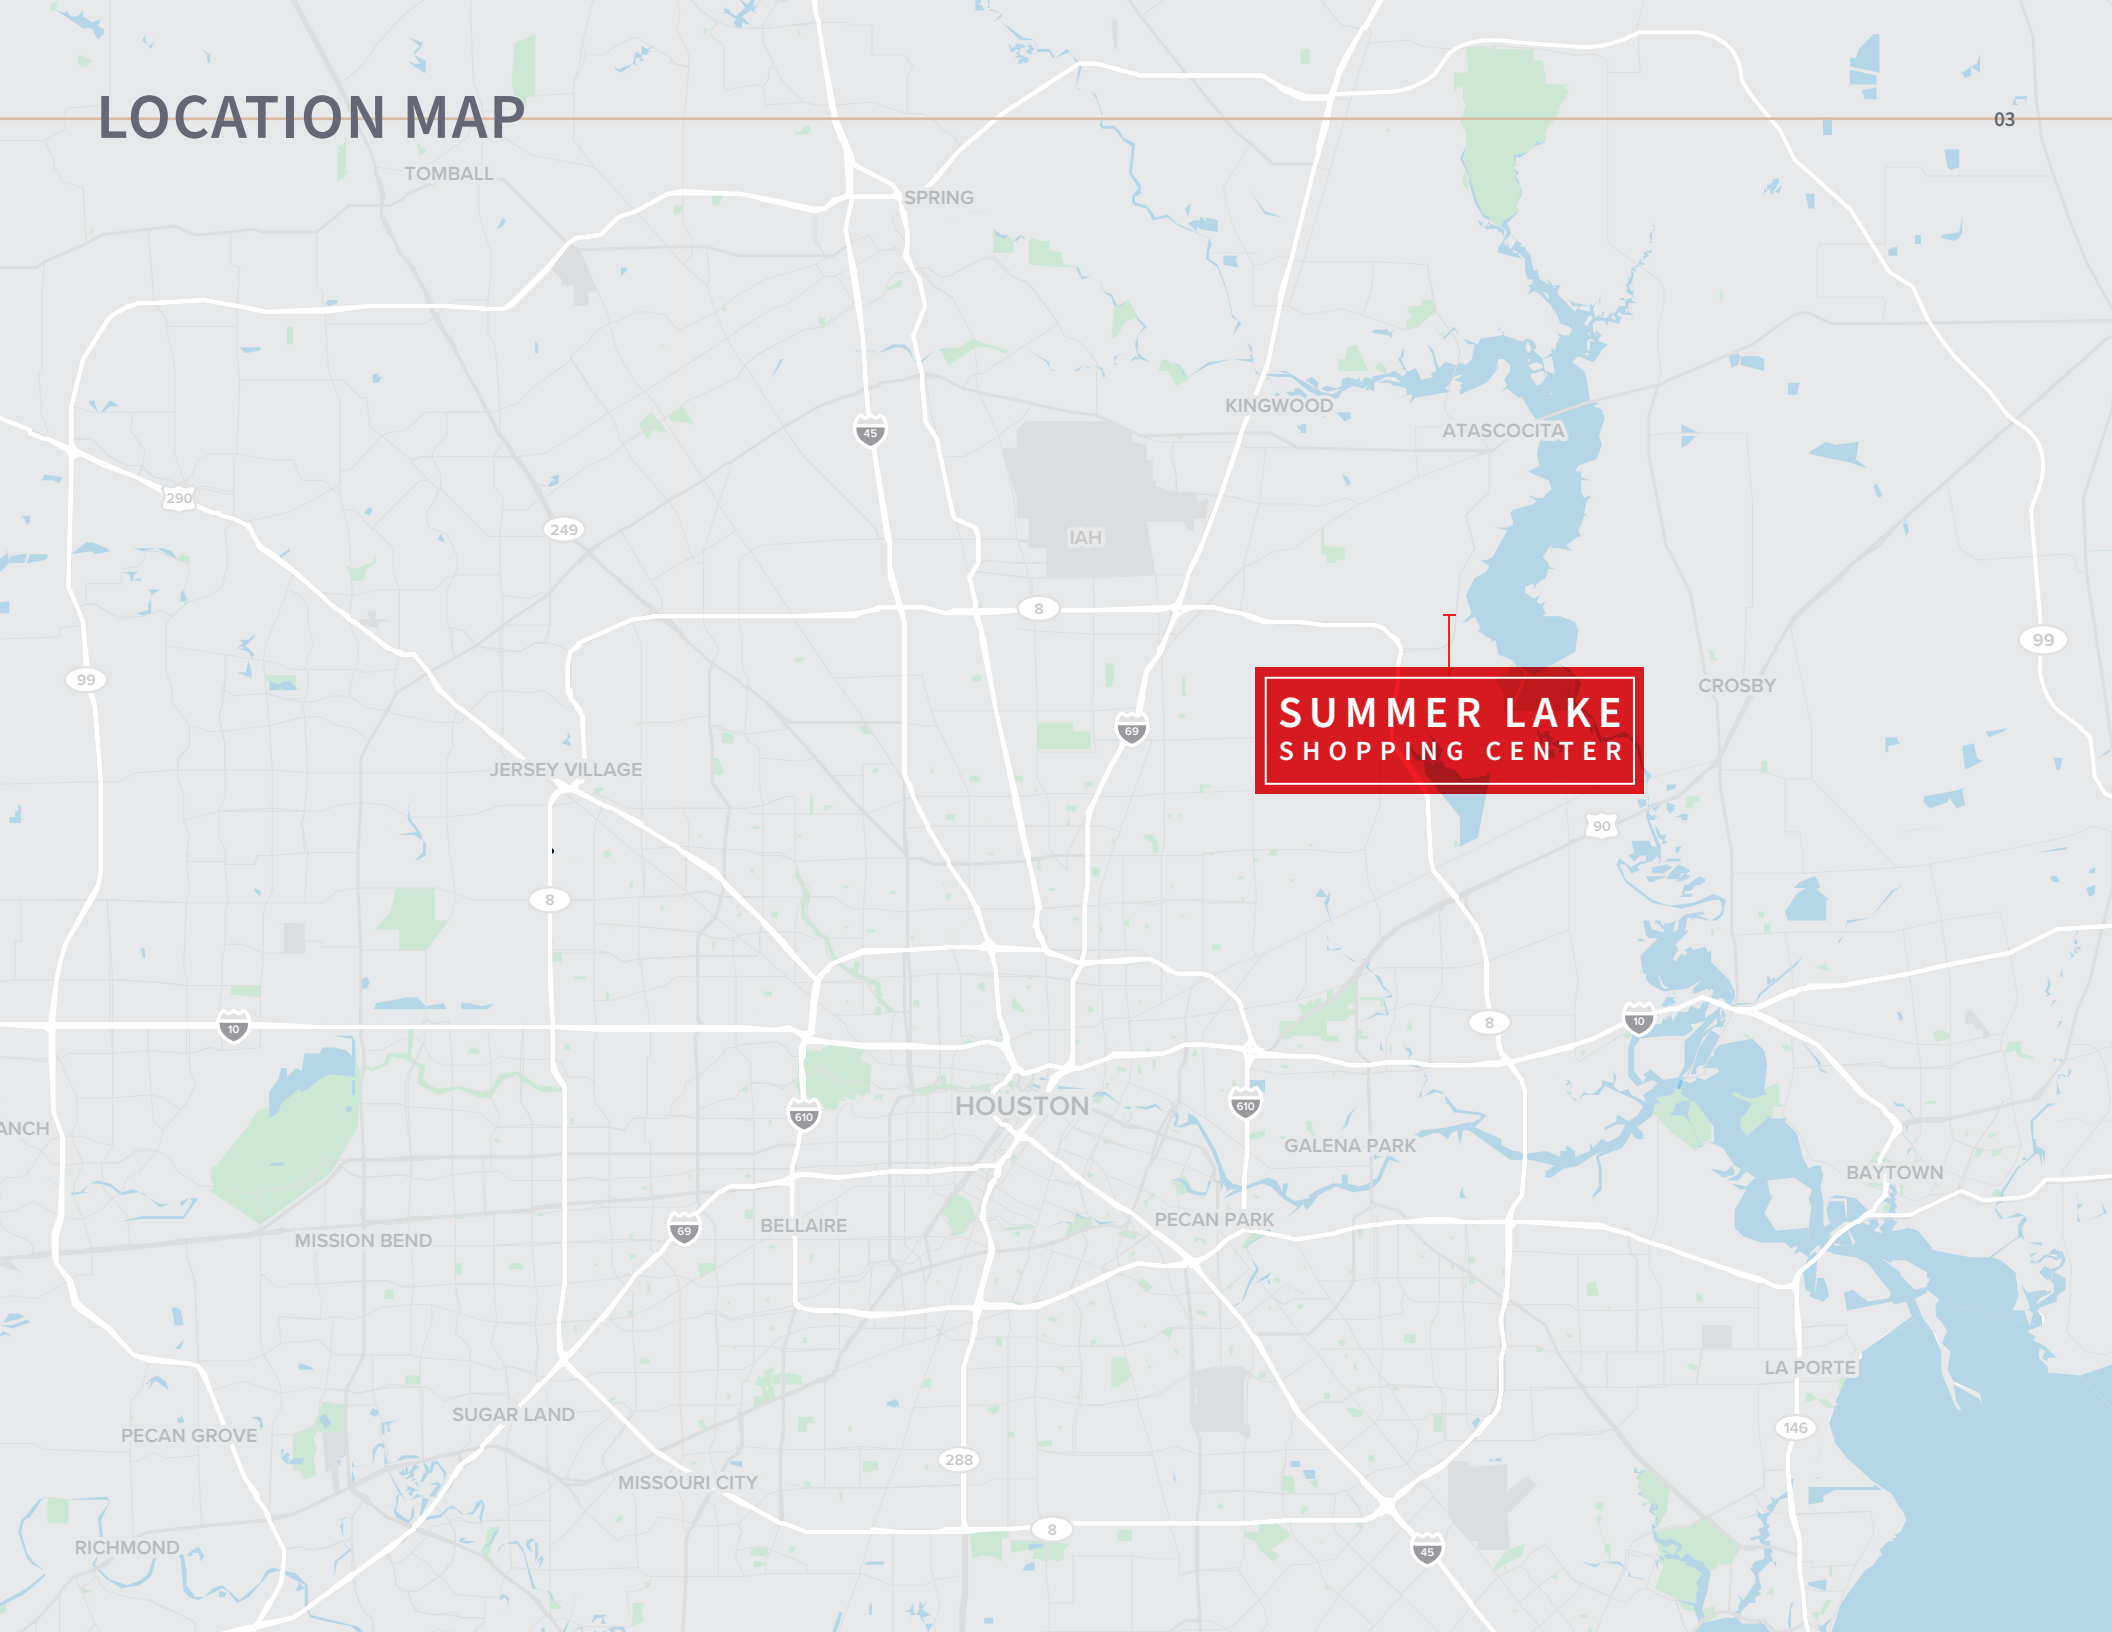 LOCATION MAP
03
TOMBALL
SPRING
KINGWOOD
ATASCOCITA
45
290
249
IAH
8
99
99
CROSBY
69
SUMMER LAKE
SHOPPING CENTER
JERSEY VILLAGE
90
8
10
8
10
HOUSTON
610
610
ANCH
GALENA PARK
BAYTOWN
PECAN PARK
BELLAIRE
69
MISSION BEND
LA PORTE
SUGAR LAND
PECAN GROVE
146
288
MISSOURI CITY
8
RICHMOND
45